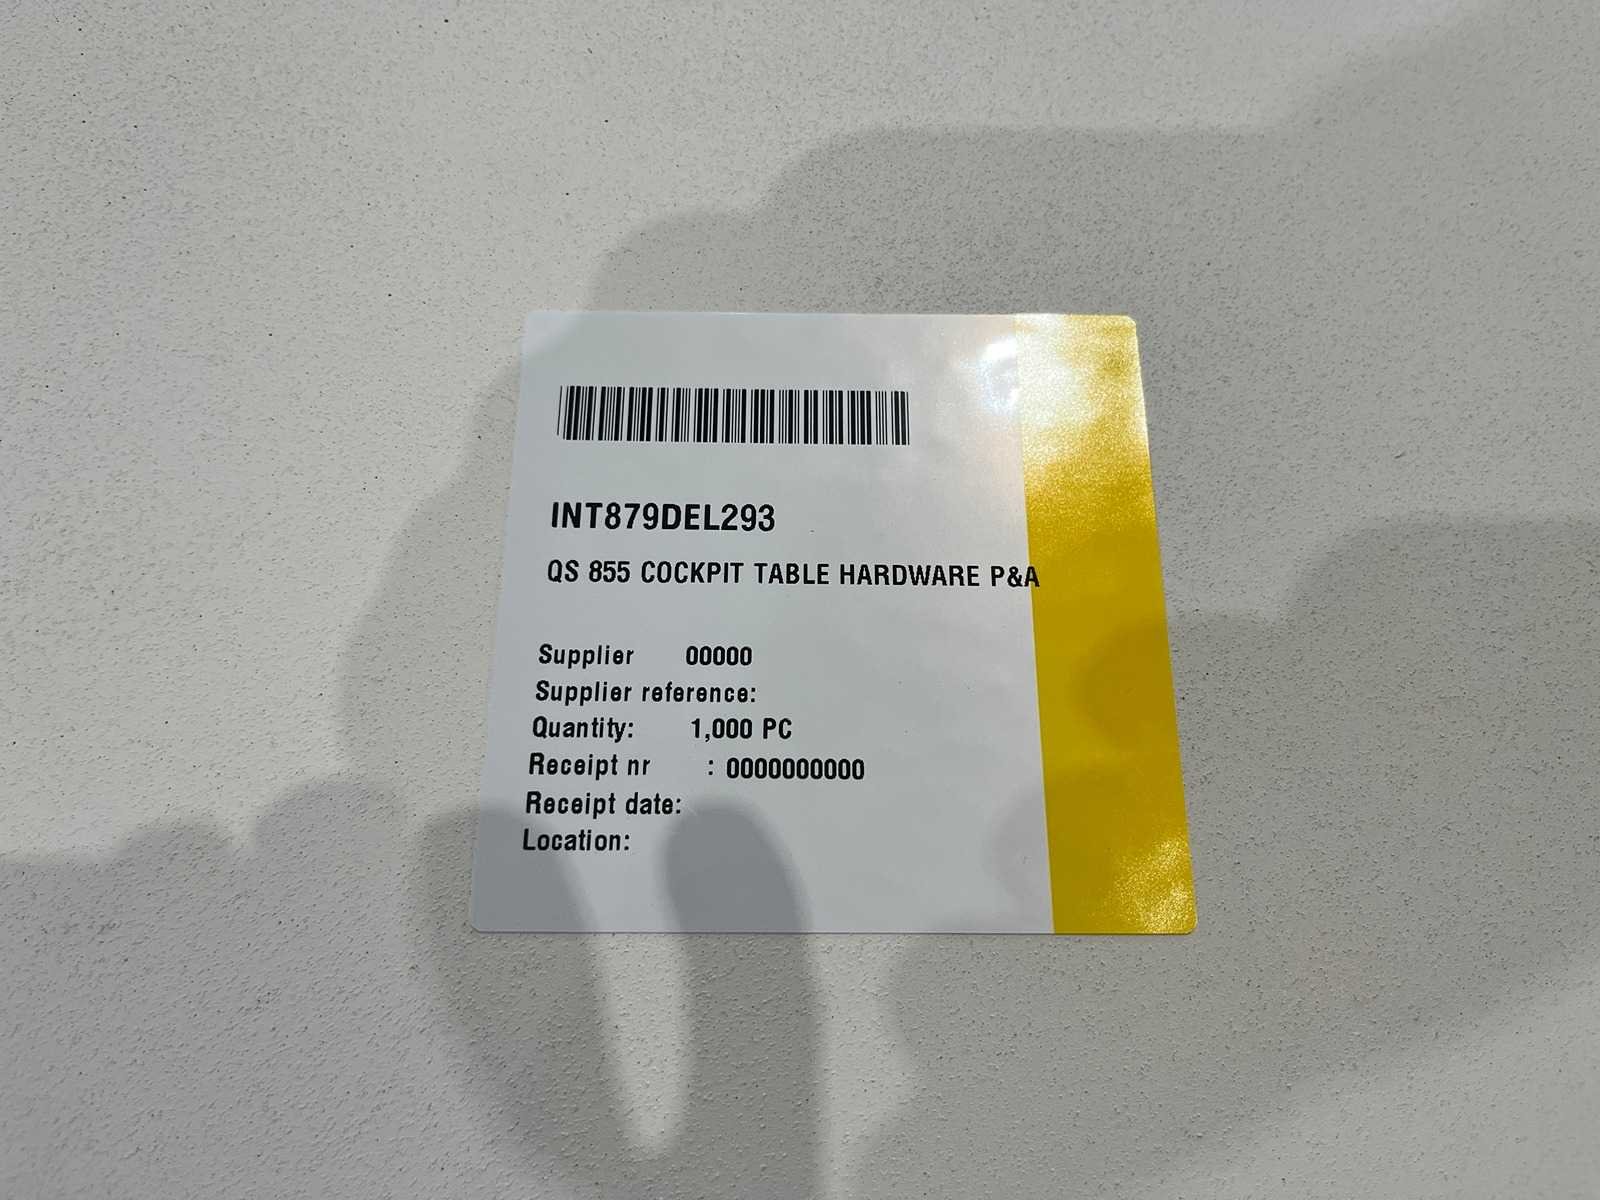 INT879DEL293
QS 855 COCKPIT TABLE HARDWARE P&A
Supplier 00000
Supplier reference:
Quantity: 1,000 PC
Receipt nr : 0000000000
Receipt date:
Location: